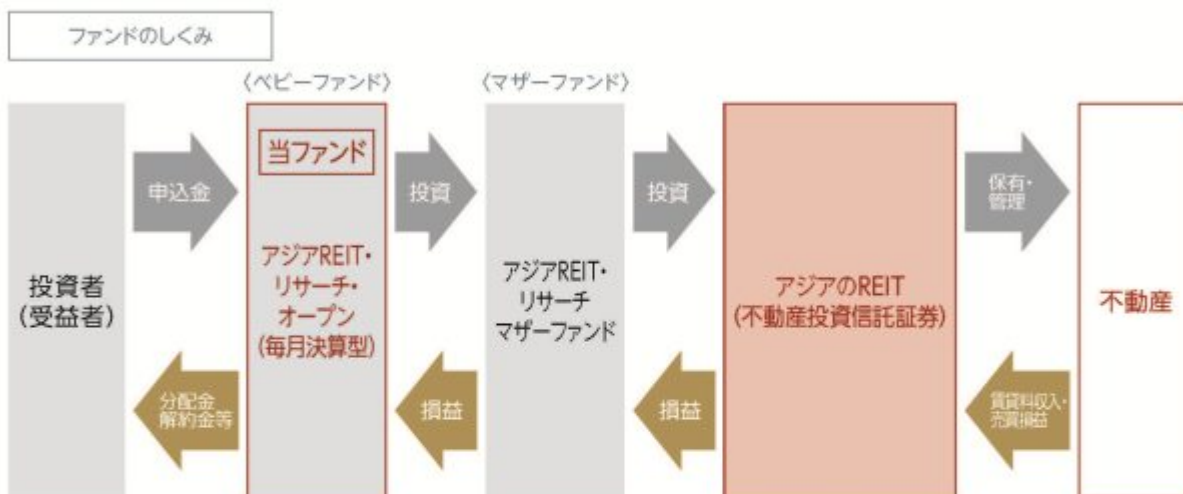 ファンドのしくみ
〈ベビーファンド〉
〈マザーファンド〉
投資者
(受益者)
申込金
分配金
解約金等
当ファンド
アジアREIT・
リサーチ・
オープン
(毎月決算型)
投資
損益
アジアREIT・
リサーチ
マザーファンド
投資
損益
アジアのREIT
(不動産投資信託証券)
保有・
管理
賃貸料収入・
売買損益
不動産